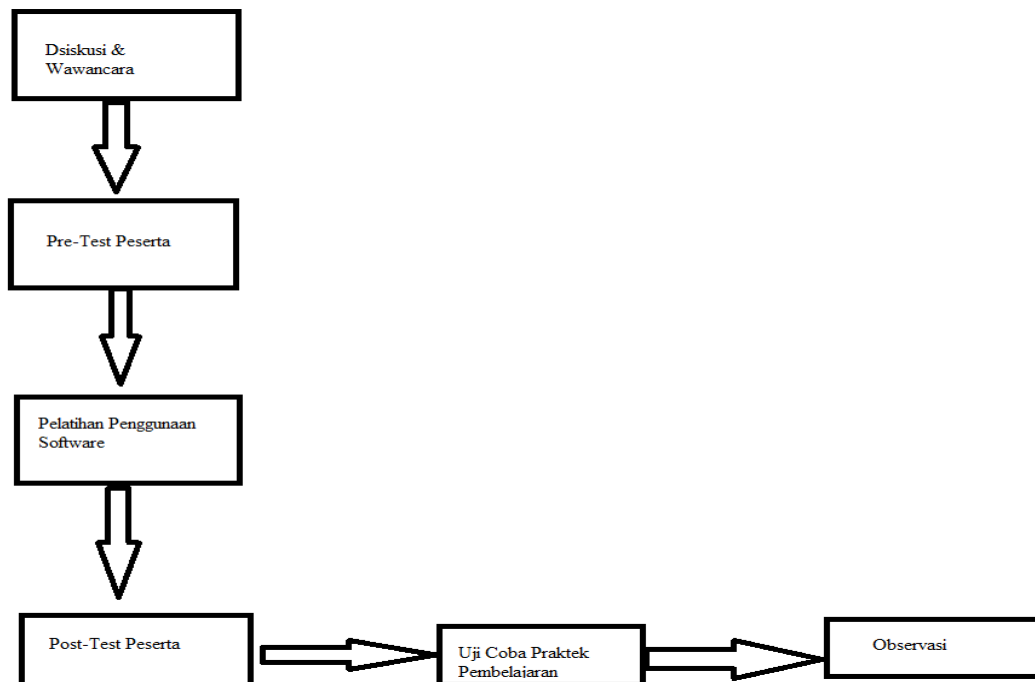 Dsiskusi &
Wawancara
Pre-Test Peserta
Pelatihan Penggunaan
Software
Post-Test Peserta
Uji Coba Praktek
Pembelajaran
Observasi